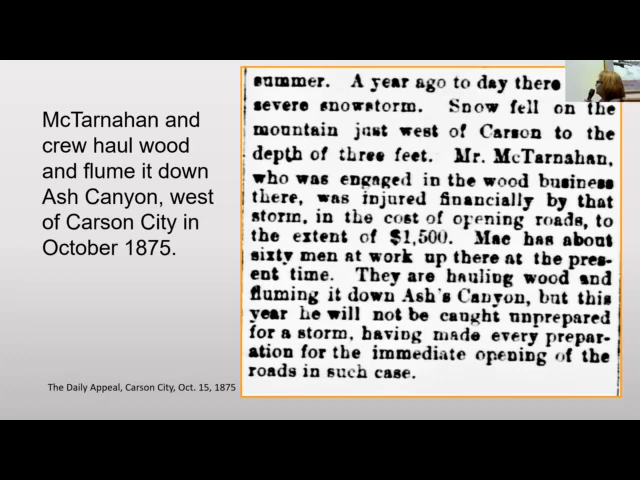 McTarnahan and
crew haul wood
and flume it down
Ash Canyon, west
of Carson City in
October 1875.
The Daily Appeal, Carson City, Oct. 15, 1875
summer. A year ago to day there
severe snowstorm. Snow fell on the
mountain just west of Carson to the
depth of three feet. Mr. McTarnahan,
who was engaged in the wood business
there, was injured financially by that
storm, in the cost of opening roads, to
the extent of $1,500. Mac has about
sixty men at work up there at the pres-
ent time. They are hauling wood and
fluming it down Ash's Canyon, but this
year he will not be caught unprepared
for a storm, having made every prepar-
ation for the immediate opening of the
roads in such case.